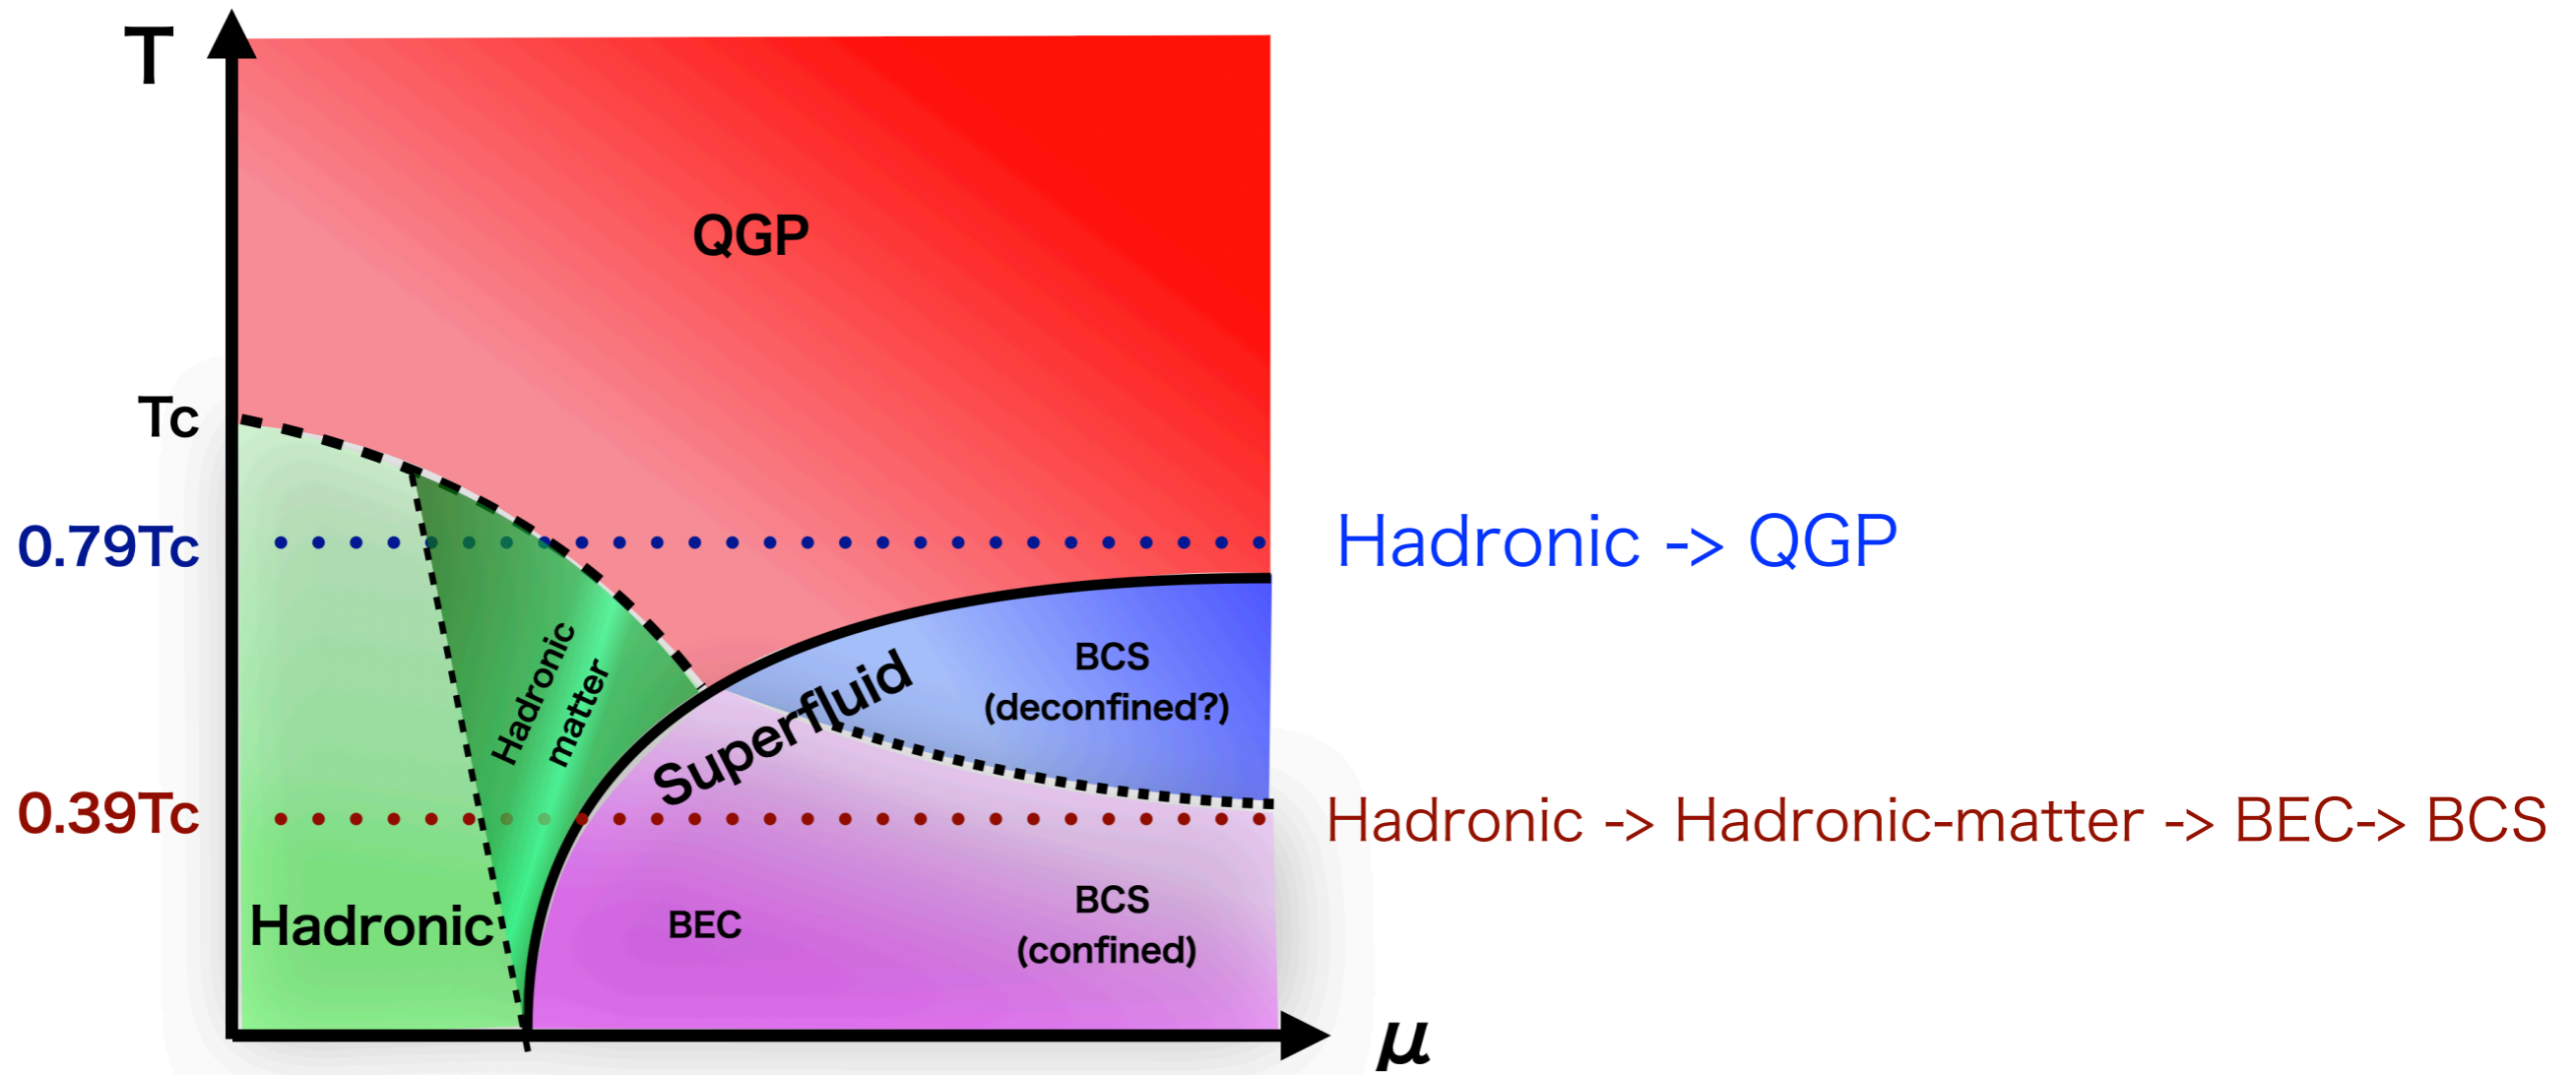 T
QGP
Tc
0.79Tc
Hadronic -> QGP
Hadronic
matter
Superfluid
BCS
(deconfined?)
0.39Tc
Hadronic -> Hadronic-matter -> BEC-> BCS
Hadronic
BEC
BCS
(confined)
μ